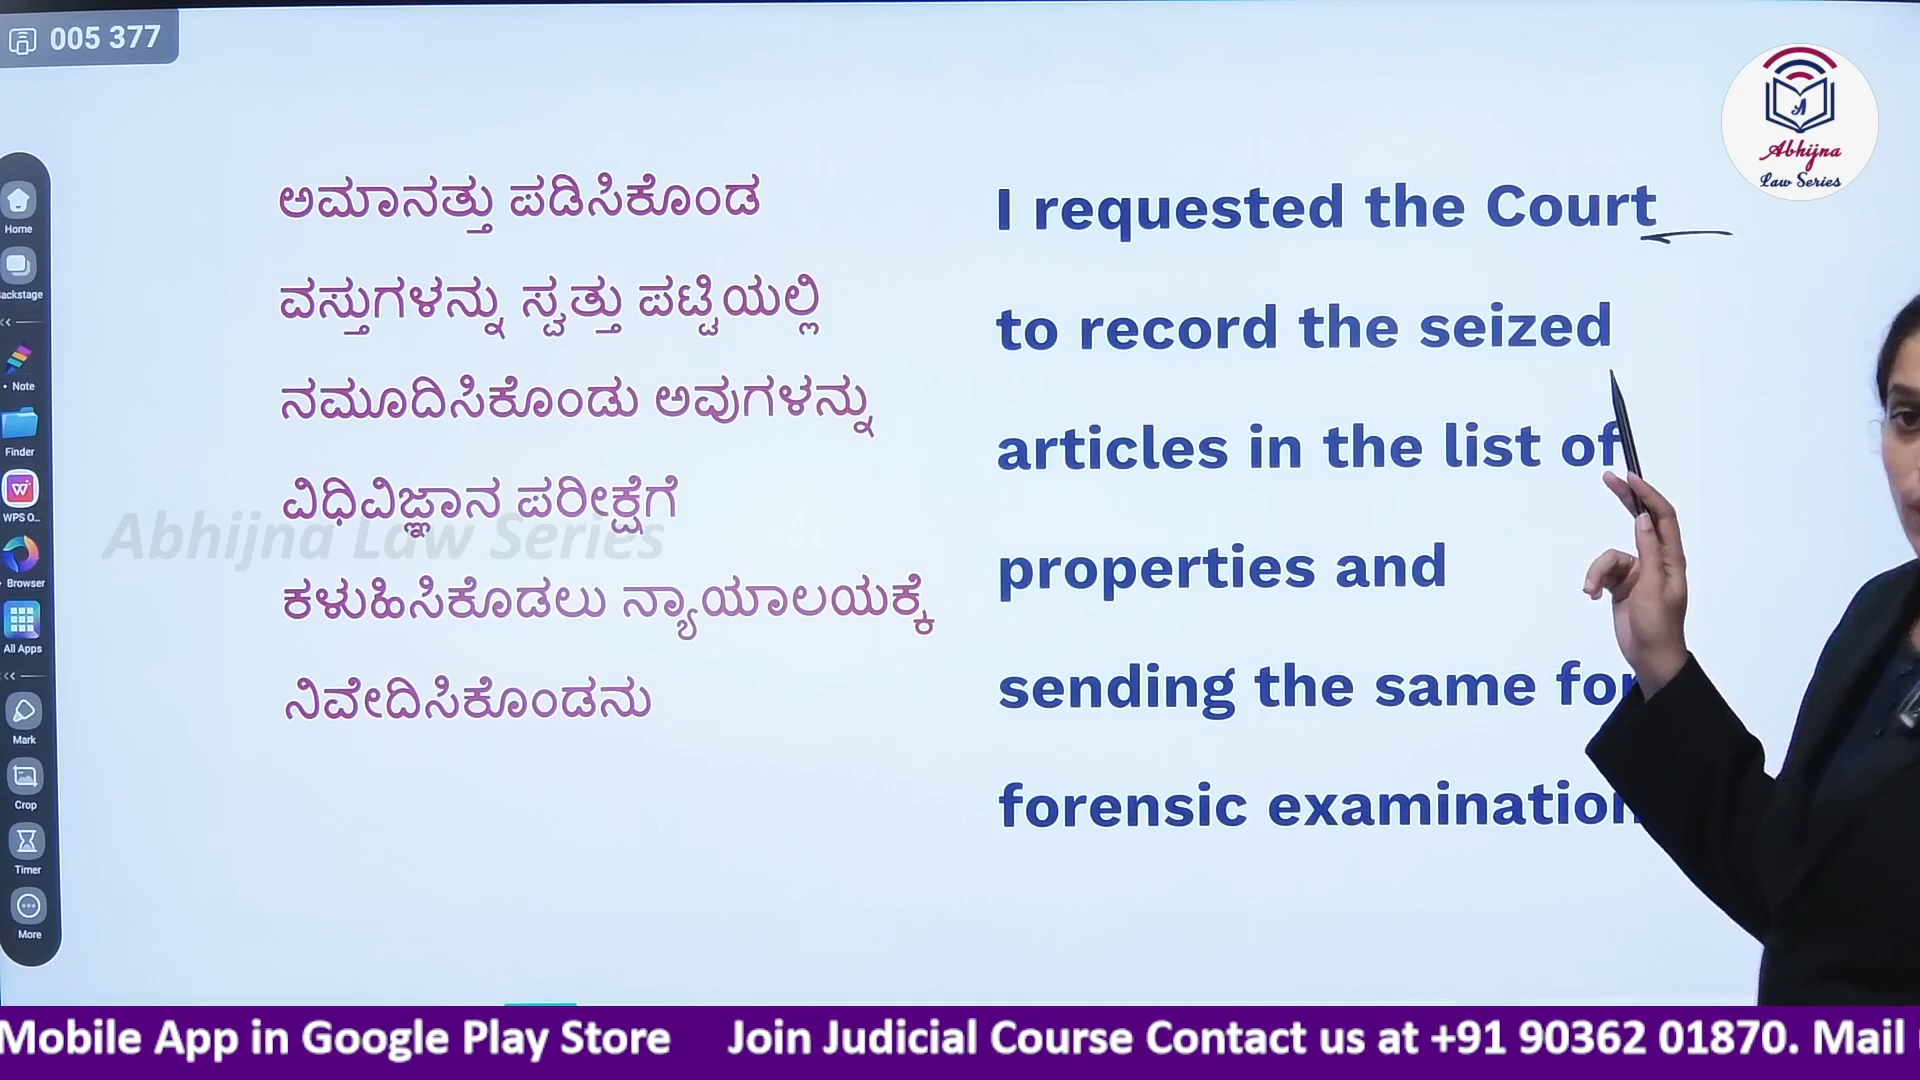 005 377
ಅಮಾನತ್ತು ಪಡಿಸಿಕೊಂಡ
ವಸ್ತುಗಳನ್ನು ಸ್ವತ್ತು ಪಟ್ಟಿಯಲ್ಲಿ
ನಮೂದಿಸಿಕೊಂಡು ಅವುಗಳನ್ನು
ವಿಧಿವಿಜ್ಞಾನ ಪರೀಕ್ಷೆಗೆ
ಕಳುಹಿಸಿಕೊಡಲು ನ್ಯಾಯಾಲಯಕ್ಕೆ
ನಿವೇದಿಸಿಕೊಂಡನು
Abhijna Law Series
I requested the Court
to record the seized
articles in the list of
properties and
sending the same for
forensic examination
A
Abhijna
Law Series
Home
ackstage
Note
Finder
WPS O...
Browser
All Apps
Mark
Crop
Timer
More
Mobile App in Google Play Store Join Judicial Course Contact us at +91 90362 01870. Mail